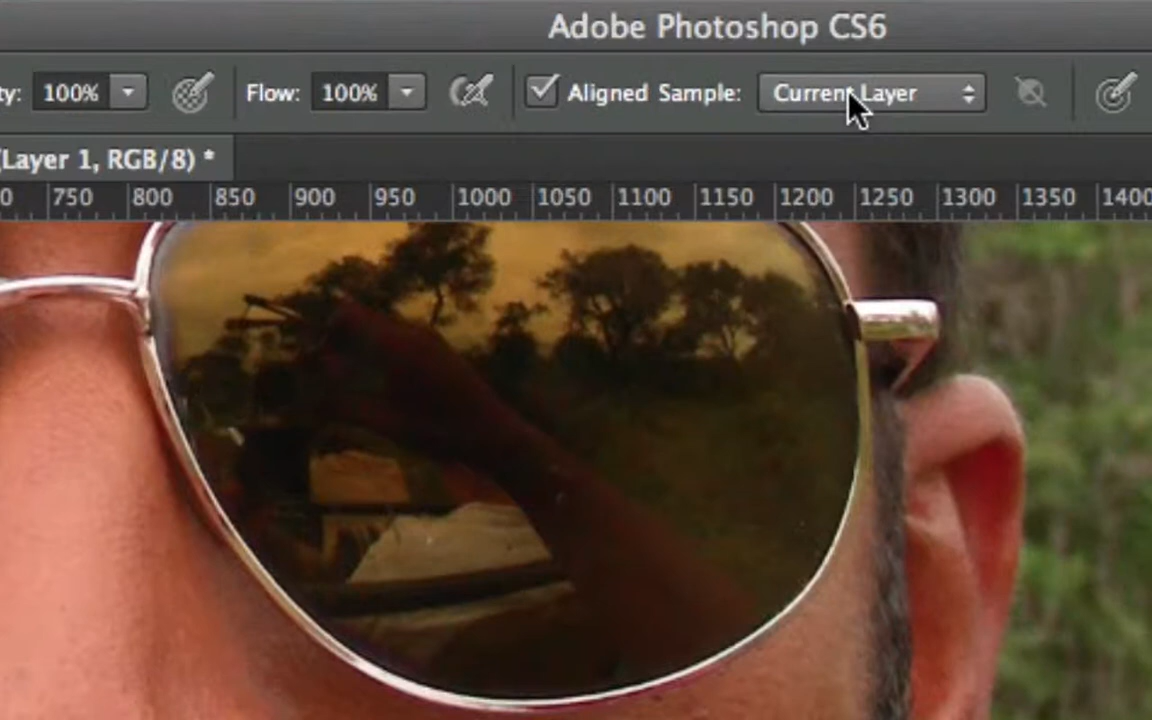 Adobe Photoshop CS6
ty: 100% Flow: 100% Aligned Sample: Current Layer
(Layer 1, RGB/8) *
0 750 800 850 900 950 1000 1050 1100 1150 1200 1250 1300 1350 1400